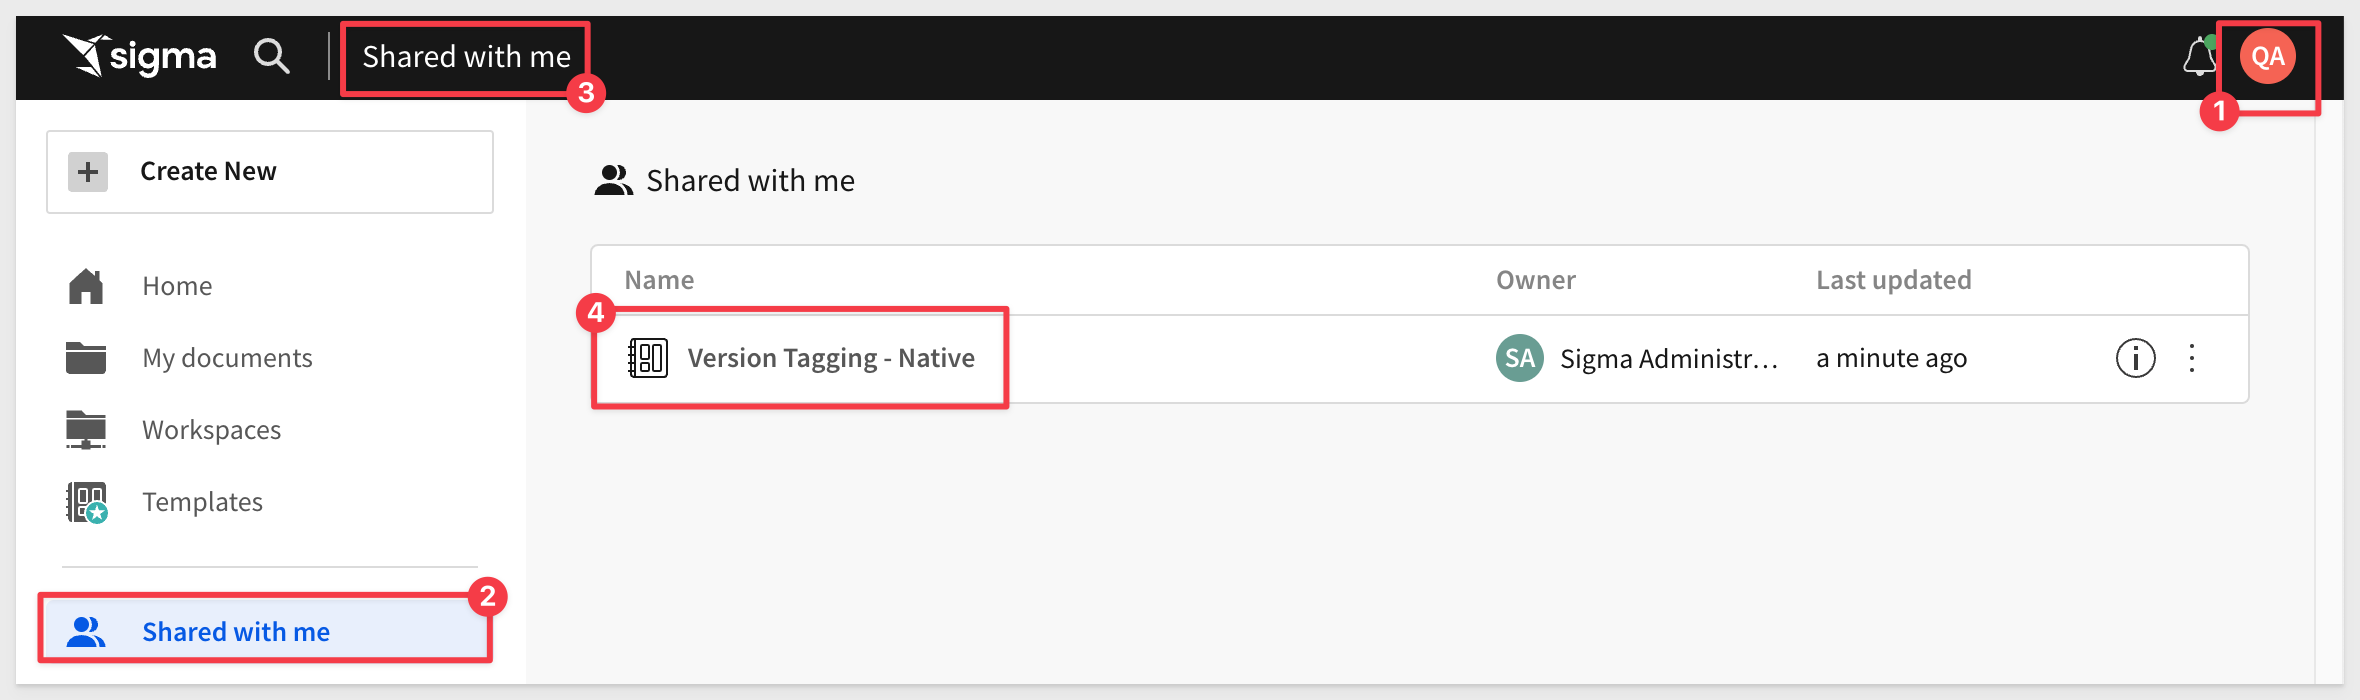 sigma
Shared with me
3
QA
1
Create New
Home
My documents
Workspaces
Templates
2
Shared with me
Shared with me
Name Owner Last updated
4
Version Tagging - Native SA Sigma Administr... a minute ago